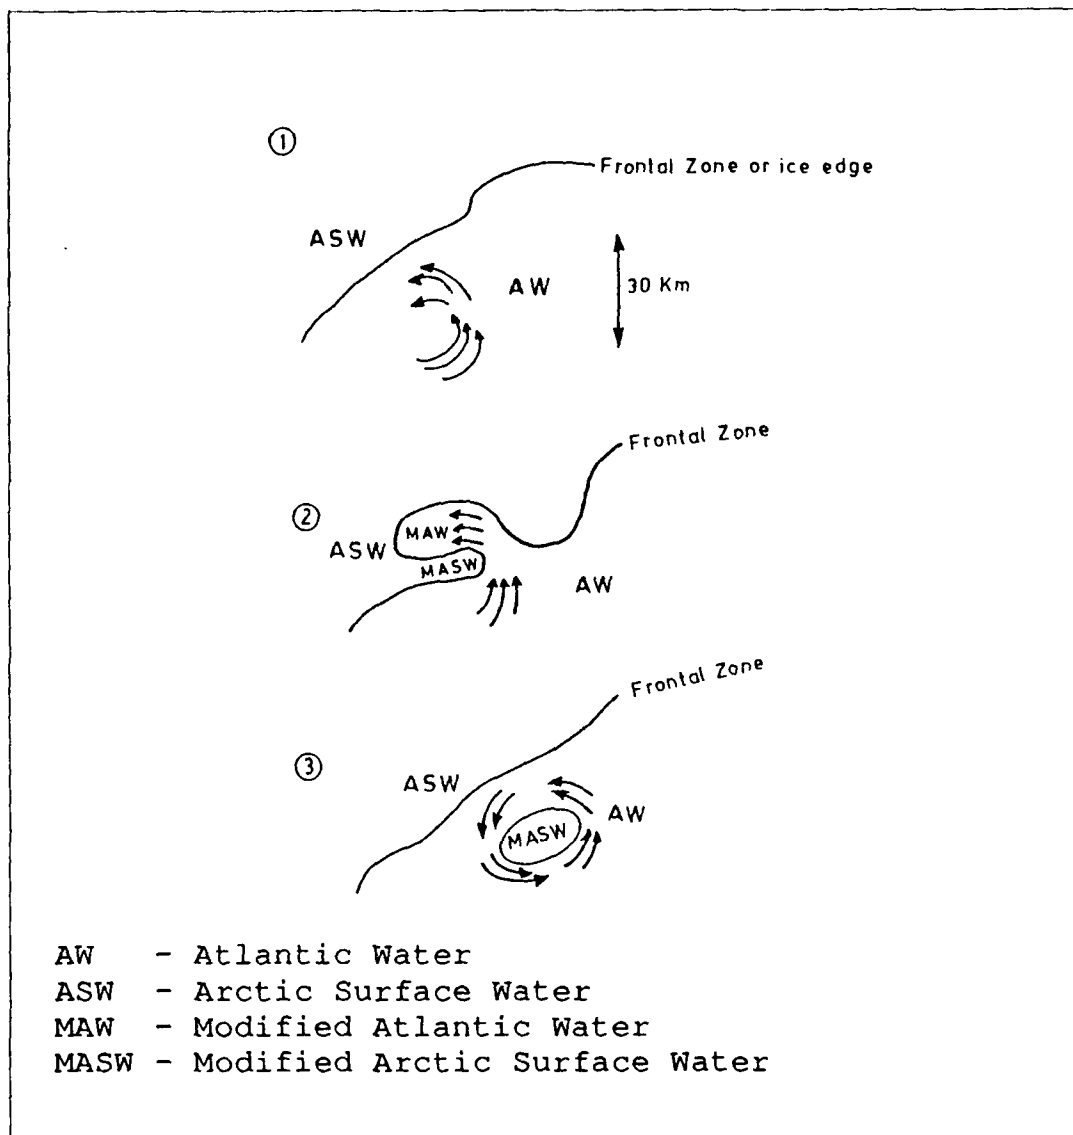 ①
Frontal Zone or ice edge
ASW
AW
30 Km
Frontal Zone
②
ASW
MAW
MASW
AW
Frontal Zone
③
ASW
AW
MASW
AW - Atlantic Water
ASW - Arctic Surface Water
MAW - Modified Atlantic Water
MASW - Modified Arctic Surface Water